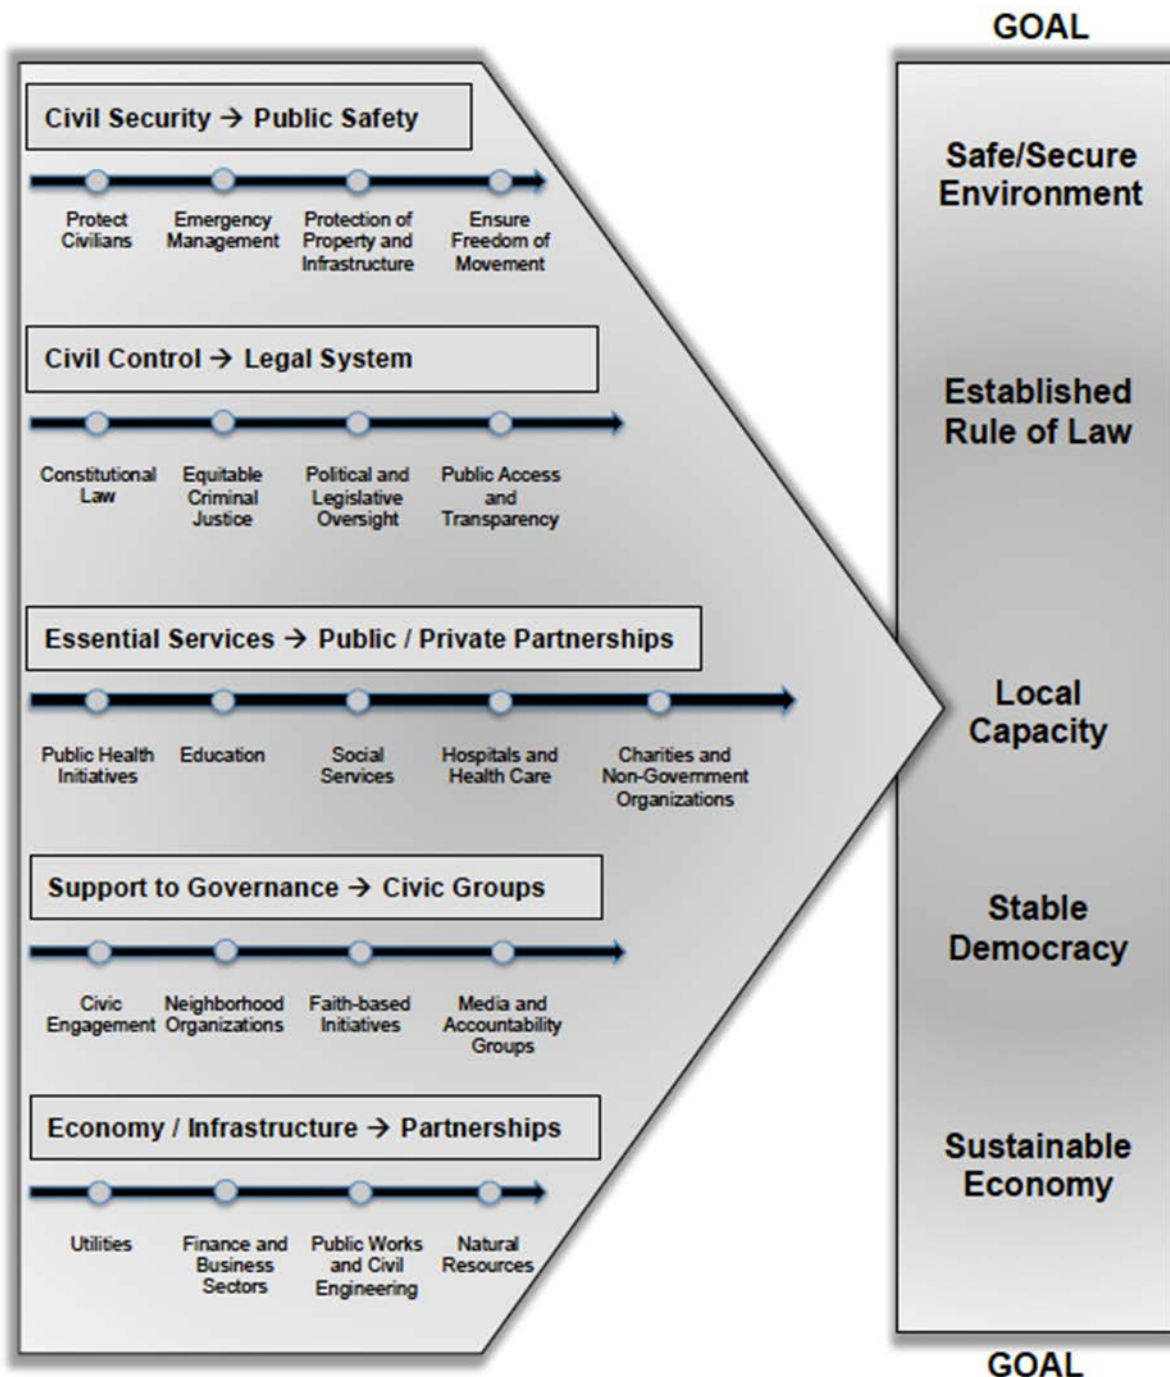 GOAL
Civil Security → Public Safety
Protect
Civilians
Emergency
Management
Protection of
Property and
Infrastructure
Ensure
Freedom of
Movement
Civil Control → Legal System
Constitutional
Law
Equitable
Criminal
Justice
Political and
Legislative
Oversight
Public Access
and
Transparency
Essential Services → Public / Private Partnerships
Public Health
Initiatives
Education
Social
Services
Hospitals and
Health Care
Charities and
Non-Government
Organizations
Support to Governance → Civic Groups
Civic
Engagement
Neighborhood
Organizations
Faith-based
Initiatives
Media and
Accountability
Groups
Economy / Infrastructure → Partnerships
Utilities
Finance and
Business
Sectors
Public Works
and Civil
Engineering
Natural
Resources
Safe/Secure
Environment
Established
Rule of Law
Local
Capacity
Stable
Democracy
Sustainable
Economy
GOAL